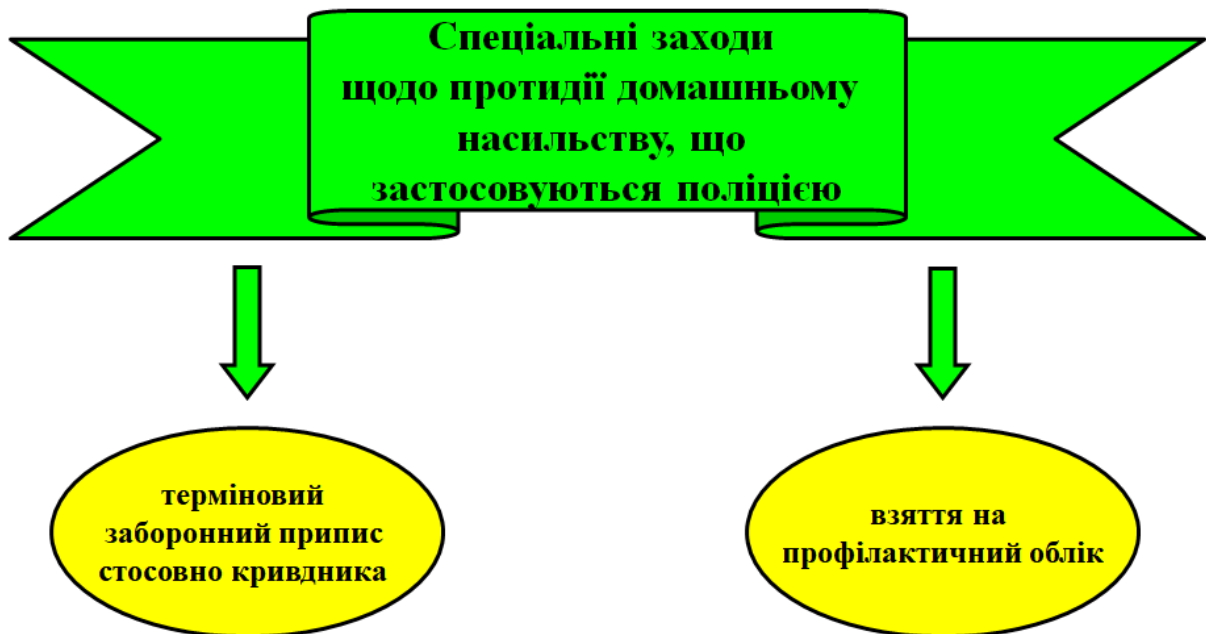 Спеціальні заходи
щодо протидії домашньому
насильству, що
застосовуються поліцією
терміновий
заборонний припис
стосовно кривдника
взяття на
профілактичний облік